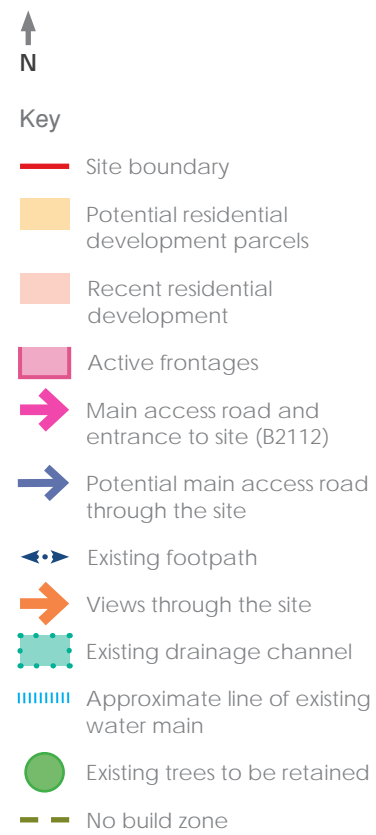 N
Key
Site boundary
Potential residential
development parcels
Recent residential
development
Active frontages
Main access road and
entrance to site (B2112)
Potential main access road
through the site
Existing footpath
Views through the site
Existing drainage channel
Approximate line of existing
water main
Existing trees to be retained
No build zone